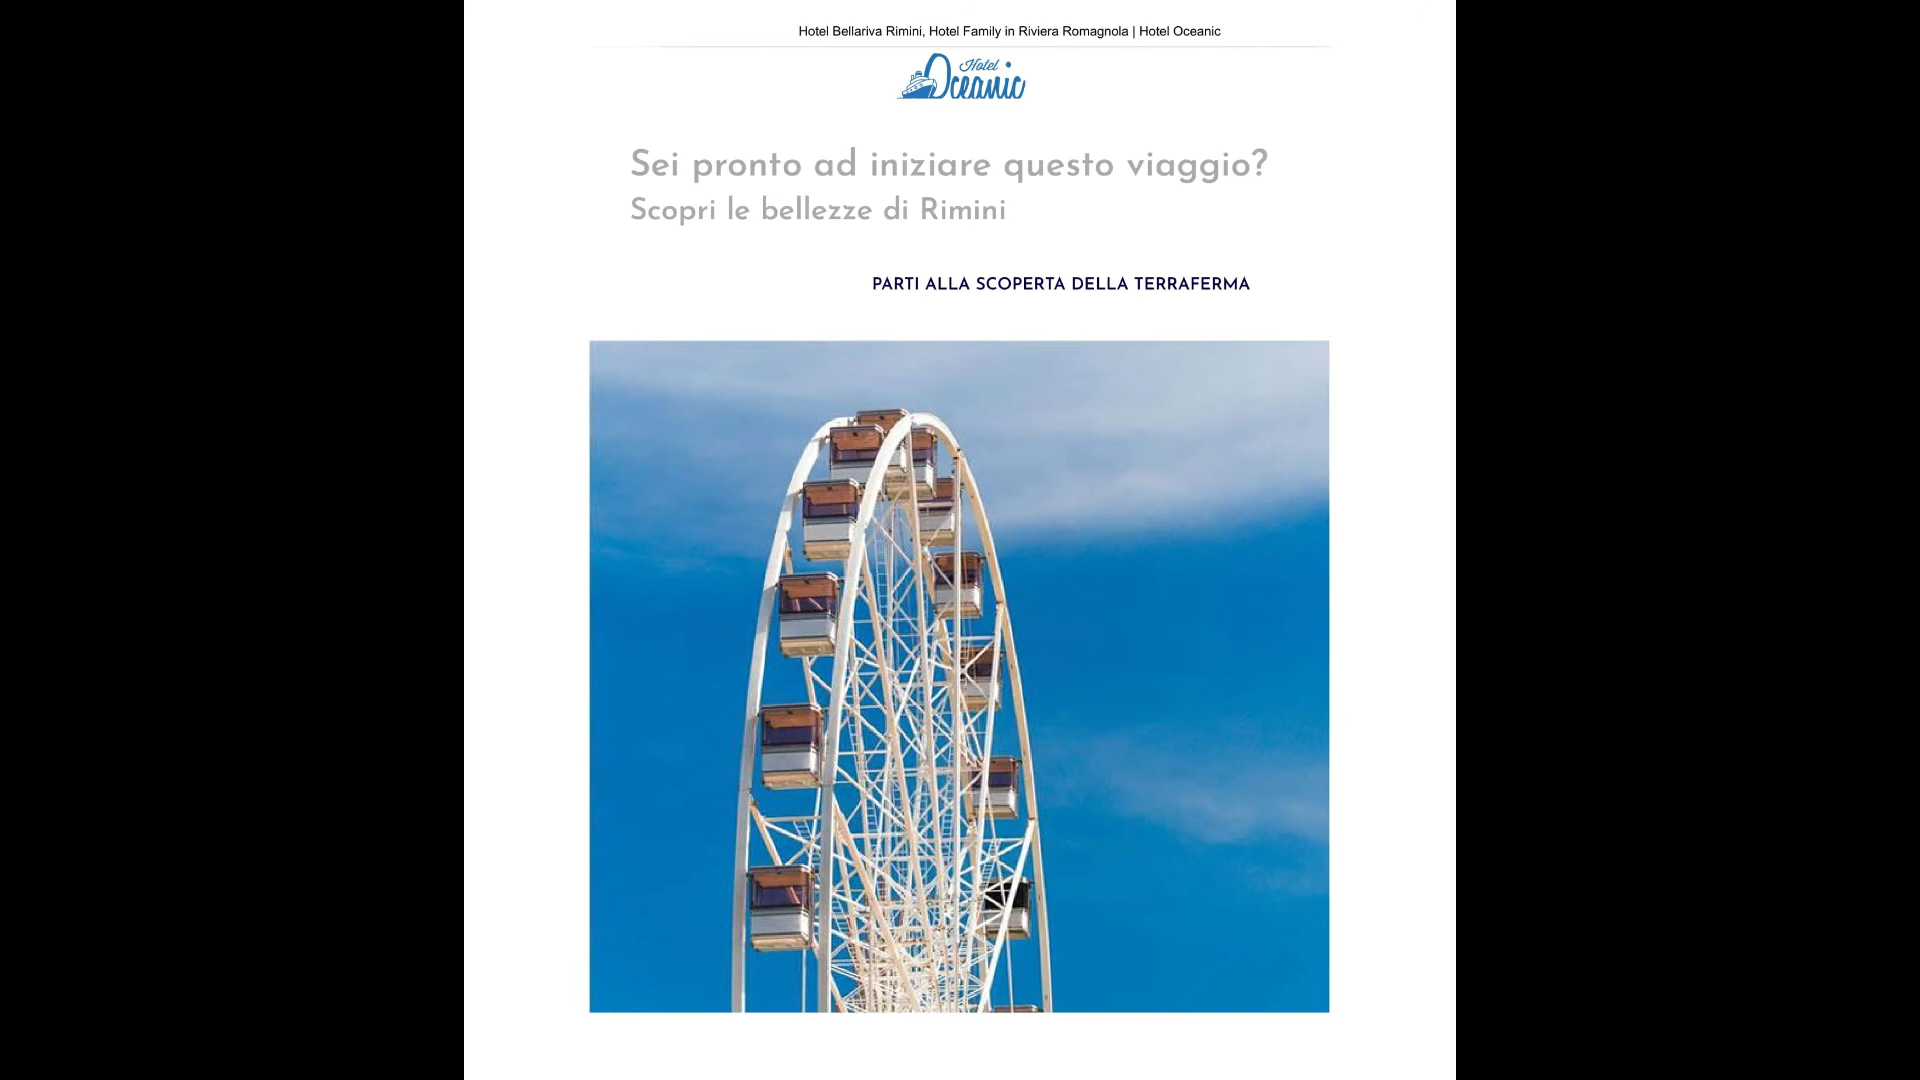 Hotel Bellariva Rimini, Hotel Family in Riviera Romagnola | Hotel Oceanic
Hotel
Oceanic
Sei pronto ad iniziare questo viaggio?
Scopri le bellezze di Rimini
PARTI ALLA SCOPERTA DELLA TERRAFERMA